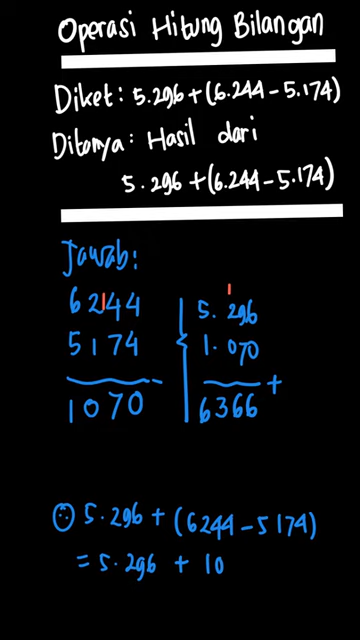 Operasi Hitung Bilangan
Diket: 5.296 + (6.244 - 5.174)
Ditanya: Hasil dari
5.296 + (6.244 - 5.174)
Jawab:
6244
5174
-
1070
1
5.296
1.070
+
6366
∴ 5.296 + (6244 - 5174)
= 5.296 + 10